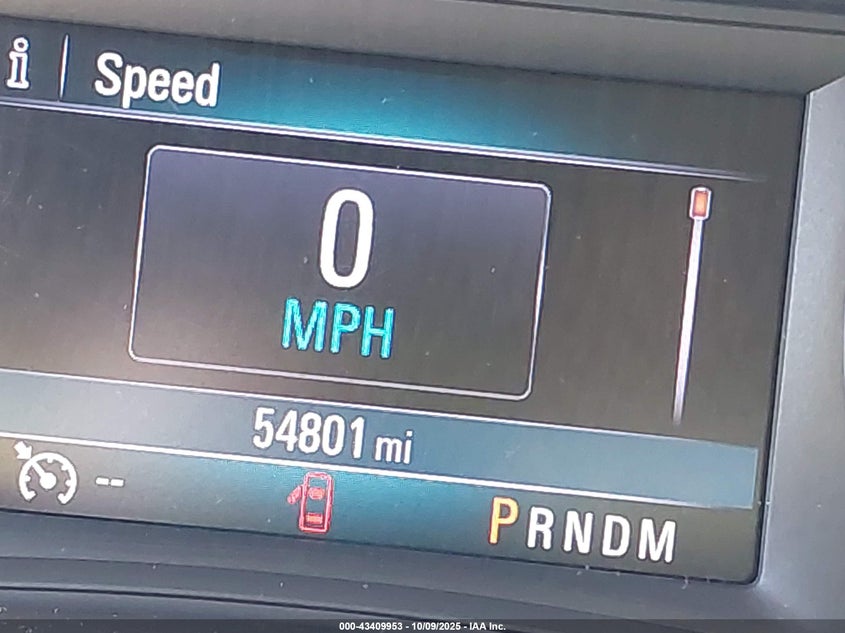 i Speed
0
MPH
54801 mi
--
PRNDM
000-43409953 - 10/09/2025 - IAA Inc.